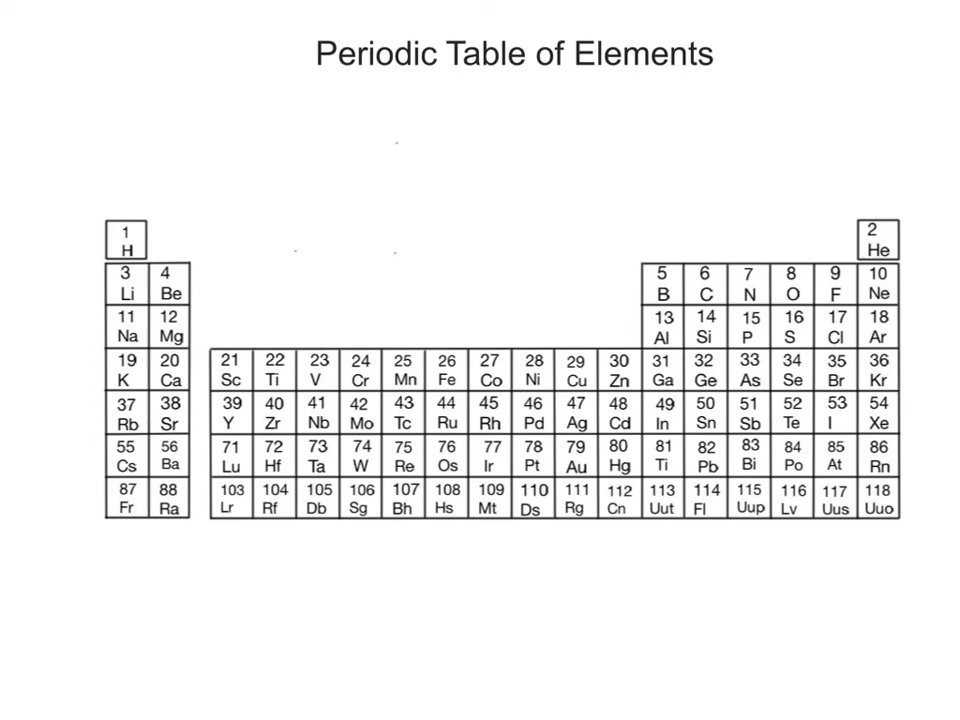 Periodic Table of Elements
1 2
H He
3 4 5 6 7 8 9 10
Li Be B C N O F Ne
11 12 13 14 15 16 17 18
Na Mg Al Si P S Cl Ar
19 20 21 22 23 24 25 26 27 28 29 30 31 32 33 34 35 36
K Ca Sc Ti V Cr Mn Fe Co Ni Cu Zn Ga Ge As Se Br Kr
37 38 39 40 41 42 43 44 45 46 47 48 49 50 51 52 53 54
Rb Sr Y Zr Nb Mo Tc Ru Rh Pd Ag Cd In Sn Sb Te I Xe
55 56 71 72 73 74 75 76 77 78 79 80 81 82 83 84 85 86
Cs Ba Lu Hf Ta W Re Os Ir Pt Au Hg Ti Pb Bi Po At Rn
87 88 103 104 105 106 107 108 109 110 111 112 113 114 115 116 117 118
Fr Ra Lr Rf Db Sg Bh Hs Mt Ds Rg Cn Uut Fl Uup Lv Uus Uuo